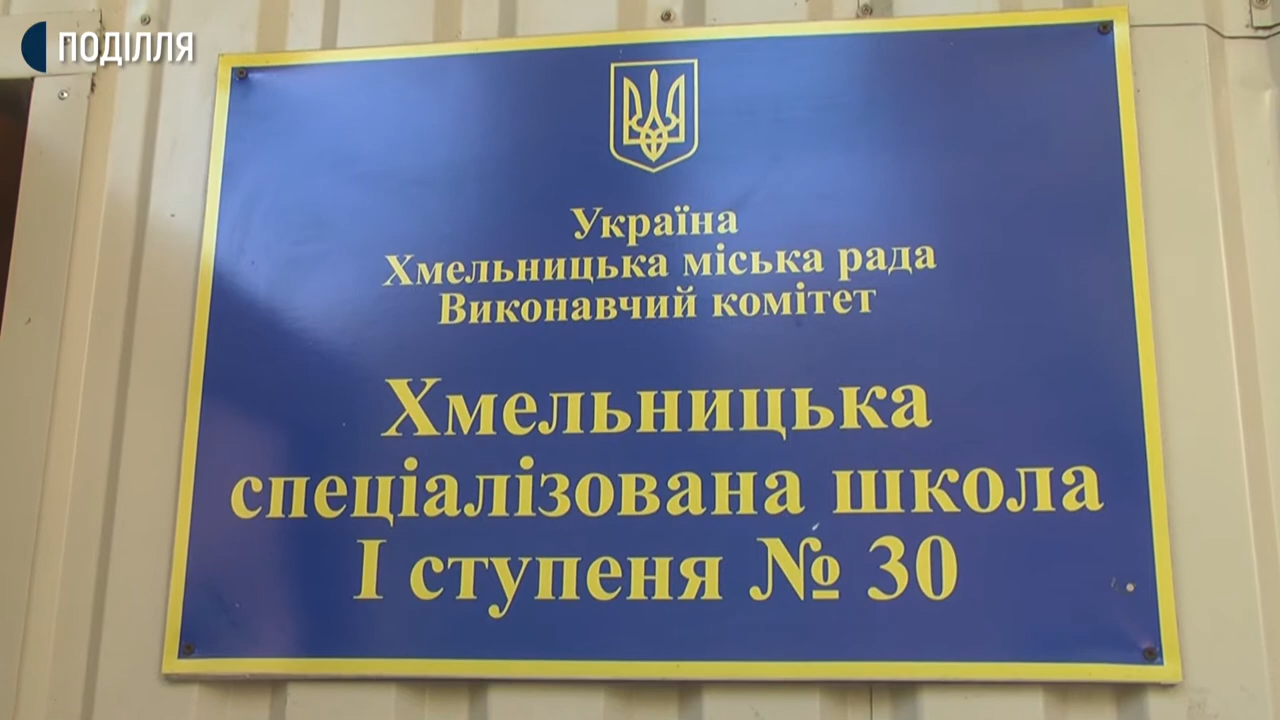 ПОДІЛЛЯ
Україна
Хмельницька міська рада
Виконавчий комітет
Хмельницька
спеціалізована школа
І ступеня № 30